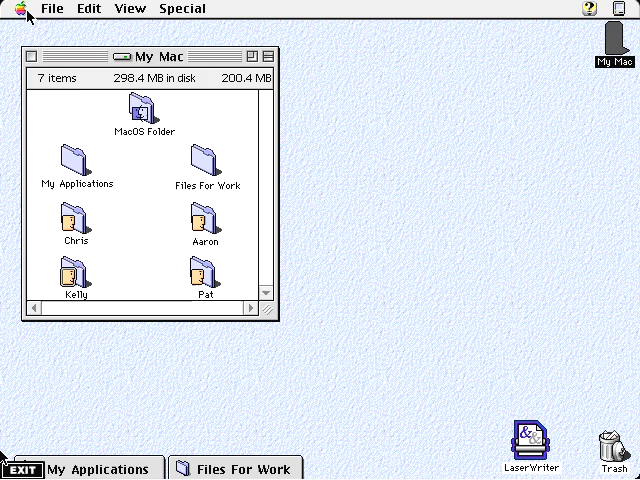 File Edit View Special
My Mac
7 items 298.4 MB in disk 200.4 MB
MacOS Folder
My Applications Files For Work
Chris Aaron
Kelly Pat
My Mac
LaserWriter Trash
EXIT My Applications Files For Work